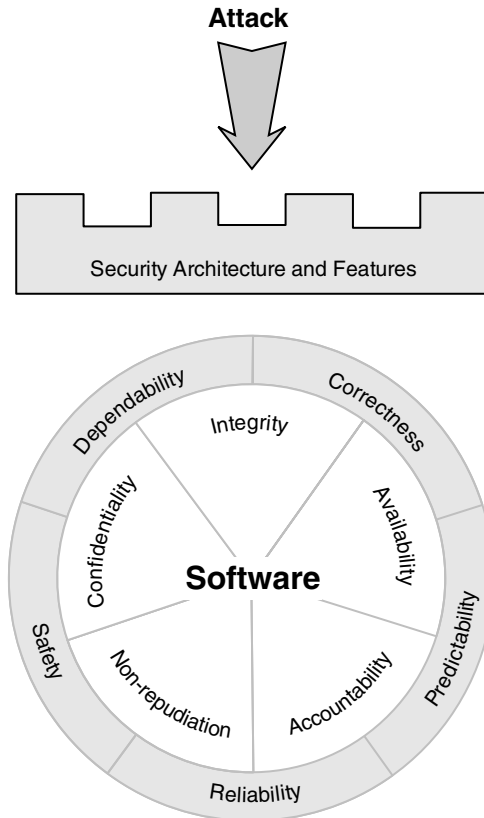 Attack
Security Architecture and Features
Dependability
Correctness
Integrity
Confidentiality
Availability
Software
Safety
Predictability
Non-repudiation
Accountability
Reliability